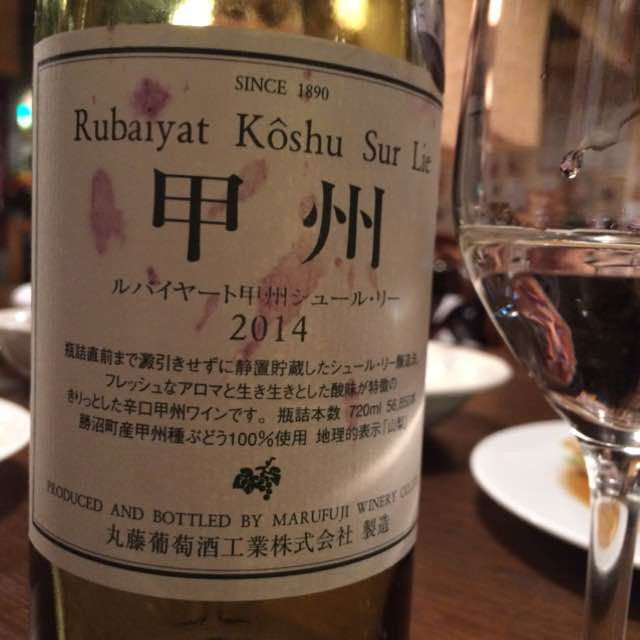 SINCE 1890
Rubaiyat Kôshu Sur Lie
甲州
ルバイヤート甲州シュール・リー
2014
瓶詰直前まで澱引きせずに静置貯蔵したシュール・リー醸造法。
フレッシュなアロマと生き生きとした酸味が特徴の
きりっとした辛口甲州ワインです。瓶詰本数 720ml 56,850本
勝沼町産甲州種ぶどう100%使用 地理的表示「山梨」
PRODUCED AND BOTTLED BY MARUFUJI WINERY CO.,
丸藤葡萄酒工業株式会社 製造